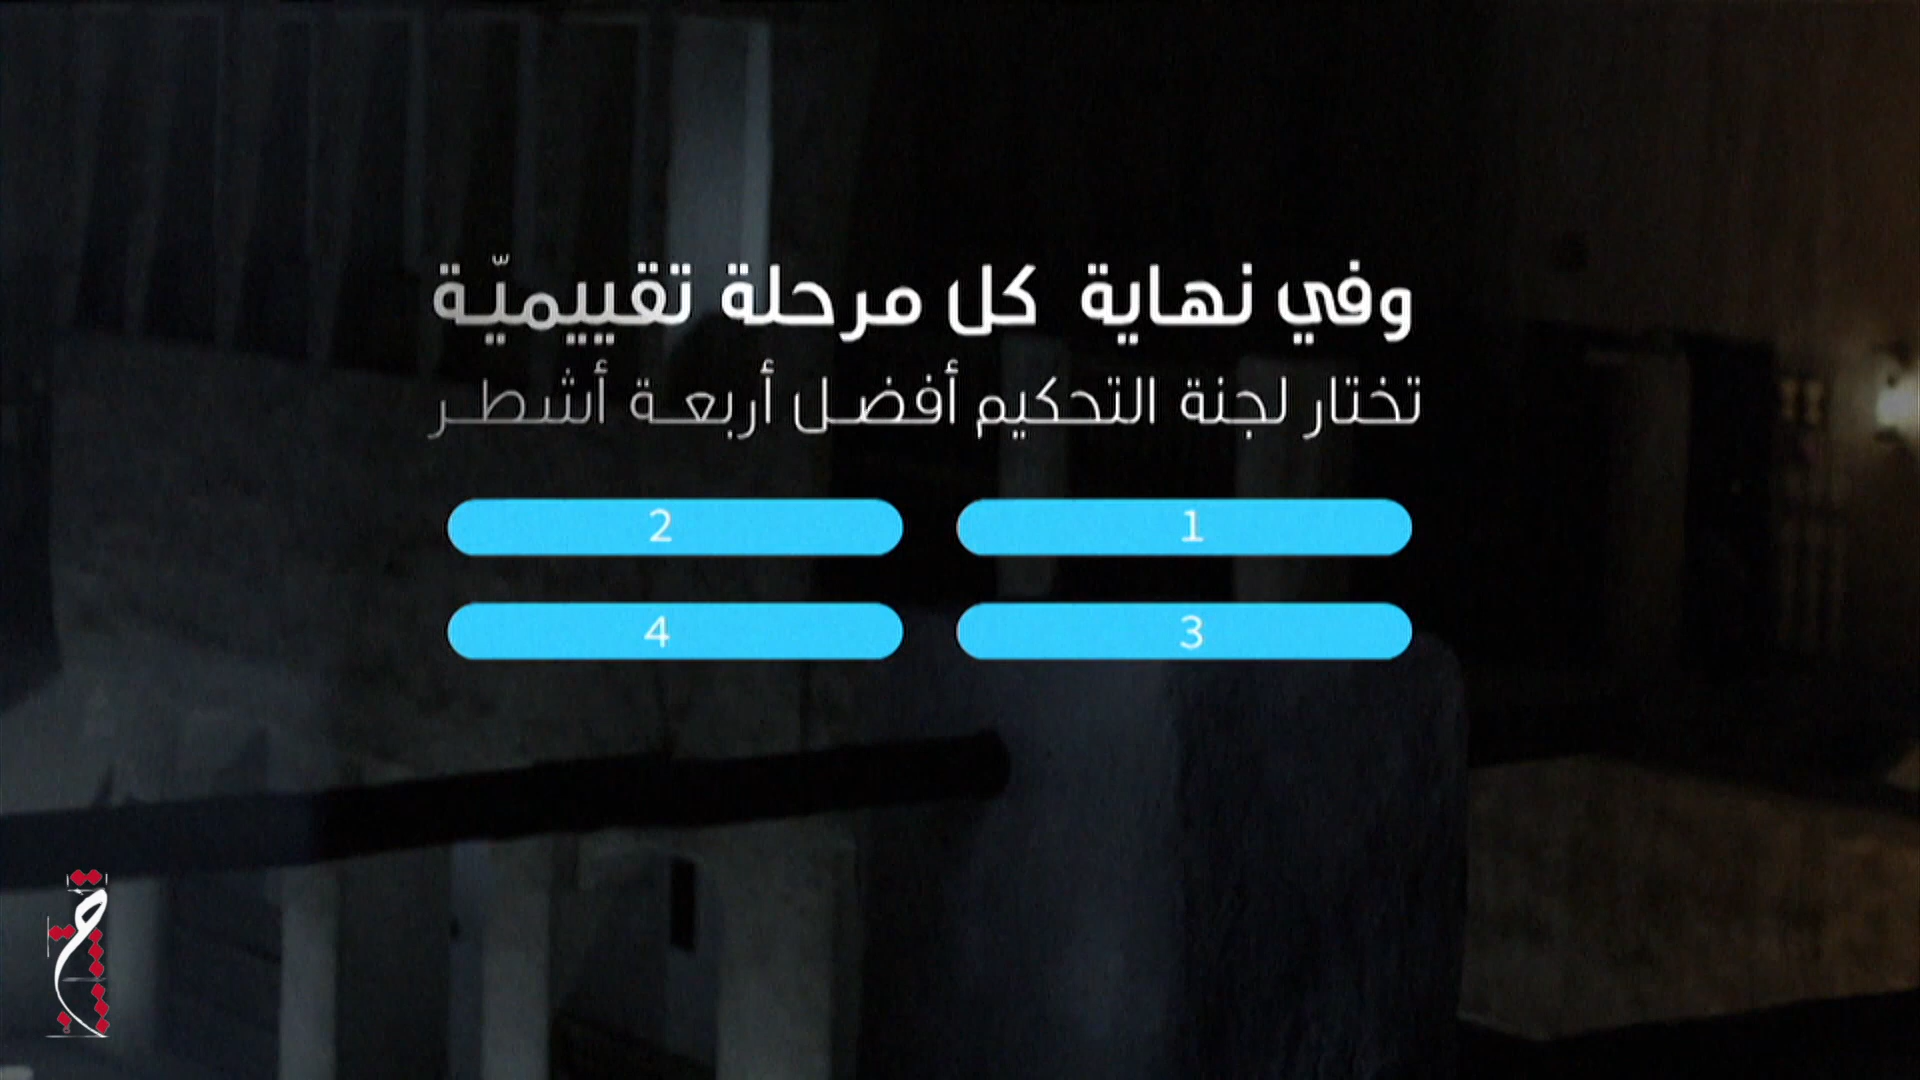 وفي نهاية كل مرحلة تقييميّة
تختار لجنة التحكيم أفضل أربعة أشطر
1
2
3
4